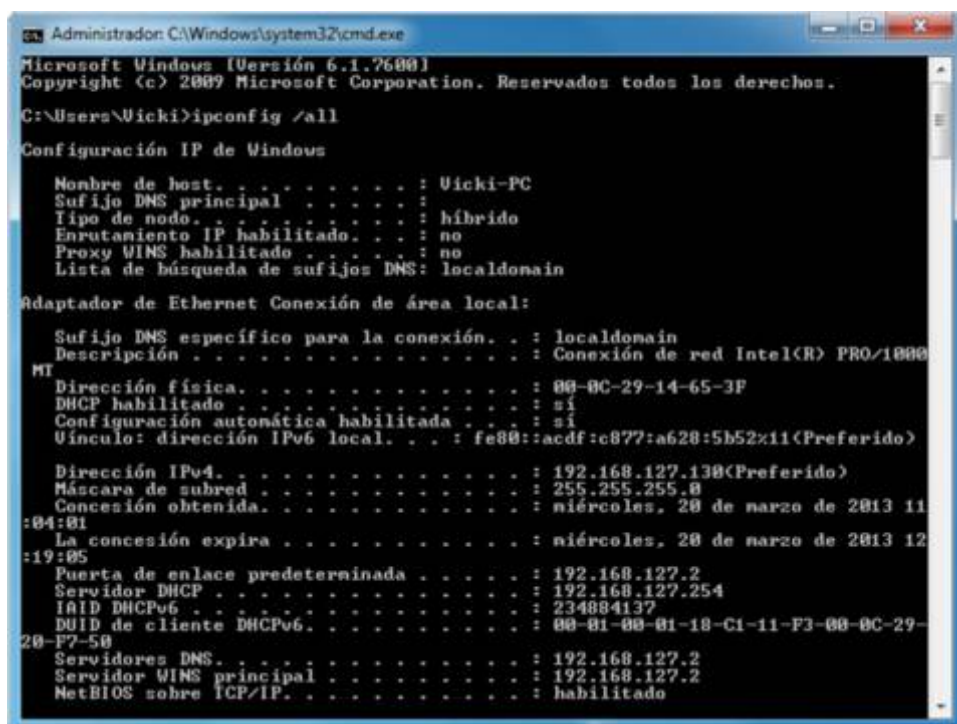 Administrador: C:\Windows\system32\cmd.exe
Microsoft Windows [Versión 6.1.7600]
Copyright (c) 2009 Microsoft Corporation. Reservados todos los derechos.
C:\Users\Vicki>ipconfig /all
Configuración IP de Windows
Nombre de host. . . . . . . . . : Vicki-PC
Sufijo DNS principal . . . . . :
Tipo de nodo. . . . . . . . . . : híbrido
Enrutamiento IP habilitado. . . : no
Proxy WINS habilitado . . . . . : no
Lista de búsqueda de sufijos DNS: localdomain
Adaptador de Ethernet Conexión de área local:
Sufijo DNS específico para la conexión. . : localdomain
Descripción . . . . . . . . . . . . . . . : Conexión de red Intel(R) PRO/1000
MT
Dirección física. . . . . . . . . . . . . : 00-0C-29-14-65-3F
DHCP habilitado . . . . . . . . . . . . . : sí
Configuración automática habilitada . . . : sí
Vínculo: dirección IPv6 local. . . : fe80::acdf:c877:a628:5b52%11(Preferido)
Dirección IPv4. . . . . . . . . . . . . . : 192.168.127.130(Preferido)
Máscara de subred . . . . . . . . . . . . : 255.255.255.0
Concesión obtenida. . . . . . . . . . . . : miércoles, 20 de marzo de 2013 11
:04:01
La concesión expira . . . . . . . . . . . : miércoles, 20 de marzo de 2013 12
:19:05
Puerta de enlace predeterminada . . . . . : 192.168.127.2
Servidor DHCP . . . . . . . . . . . . . . : 192.168.127.254
IAID DHCPv6 . . . . . . . . . . . . . . . : 234884137
DUID de cliente DHCPv6. . . . . . . . . . : 00-01-00-01-18-C1-11-F3-00-0C-29-
20-F7-50
Servidores DNS. . . . . . . . . . . . . . : 192.168.127.2
Servidor WINS principal . . . . . . . . . : 192.168.127.2
NetBIOS sobre TCP/IP. . . . . . . . . . . : habilitado